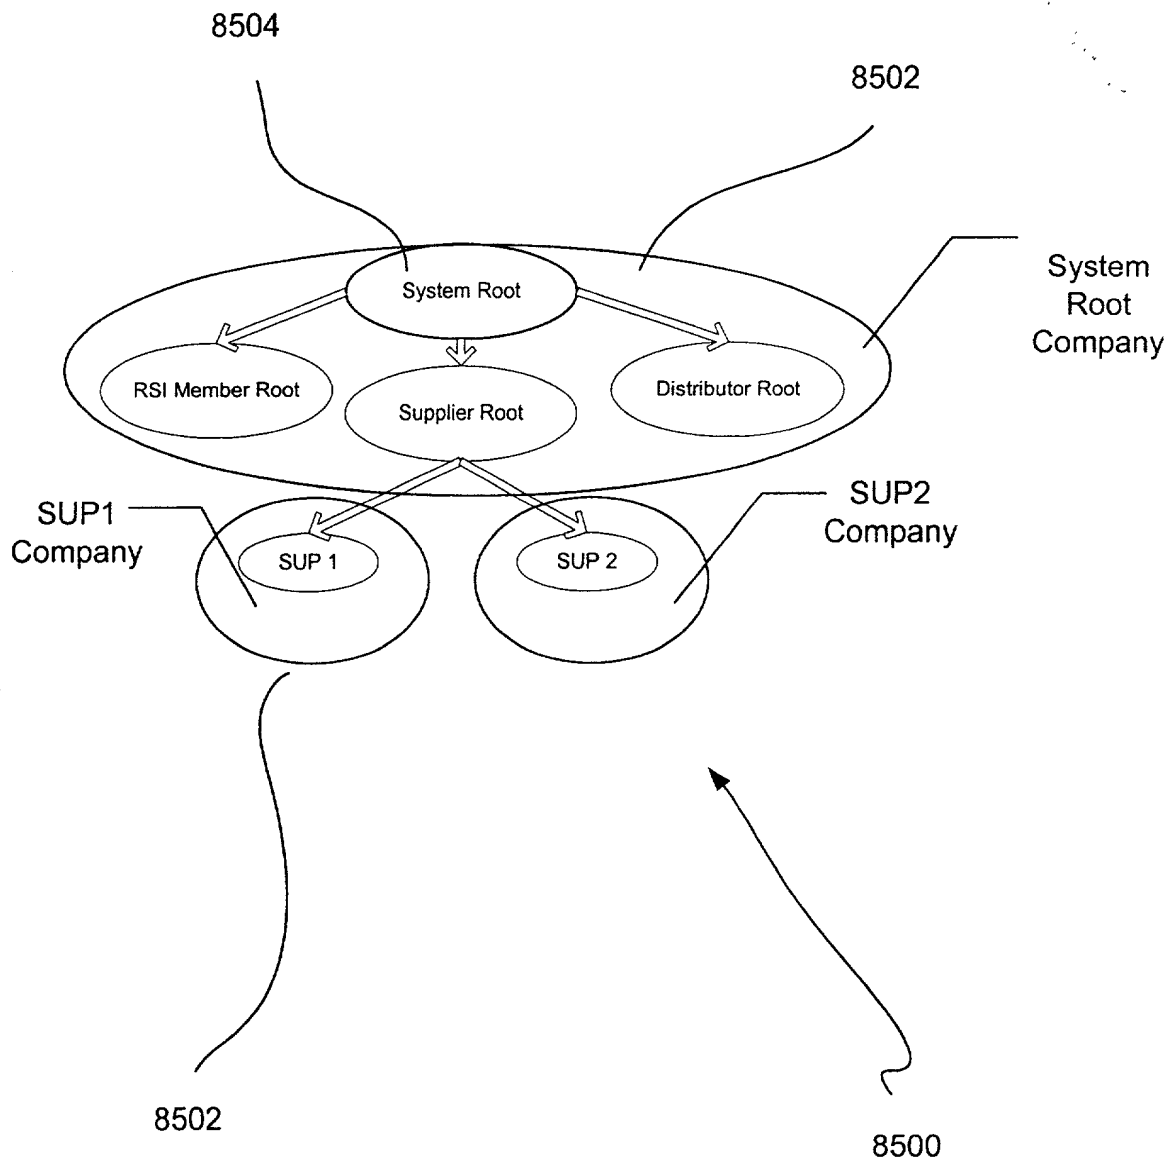 8504
8502
System
Root
Company
System Root
RSI Member Root
Supplier Root
Distributor Root
SUP1
Company
SUP2
Company
SUP 1
SUP 2
8502
8500